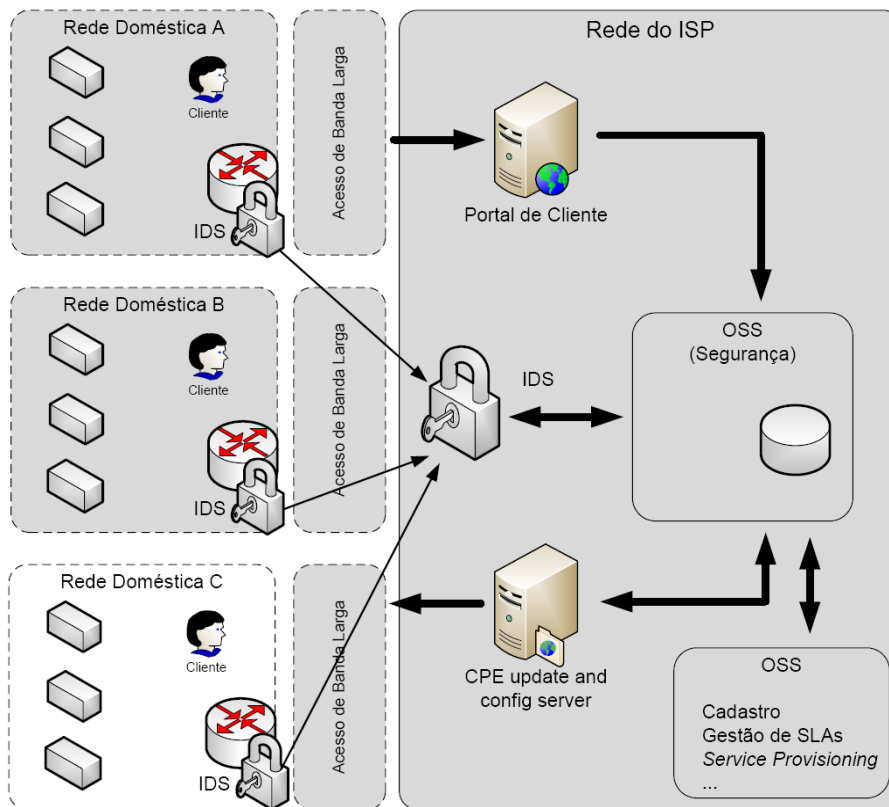 Rede Doméstica A
Cliente
IDS
Acesso de Banda Larga
Rede Doméstica B
Cliente
IDS
Acesso de Banda Larga
Rede Doméstica C
Cliente
IDS
Acesso de Banda Larga
Rede do ISP
Portal de Cliente
OSS
(Segurança)
IDS
CPE update and
config server
OSS
Cadastro
Gestão de SLAs
Service Provisioning
...